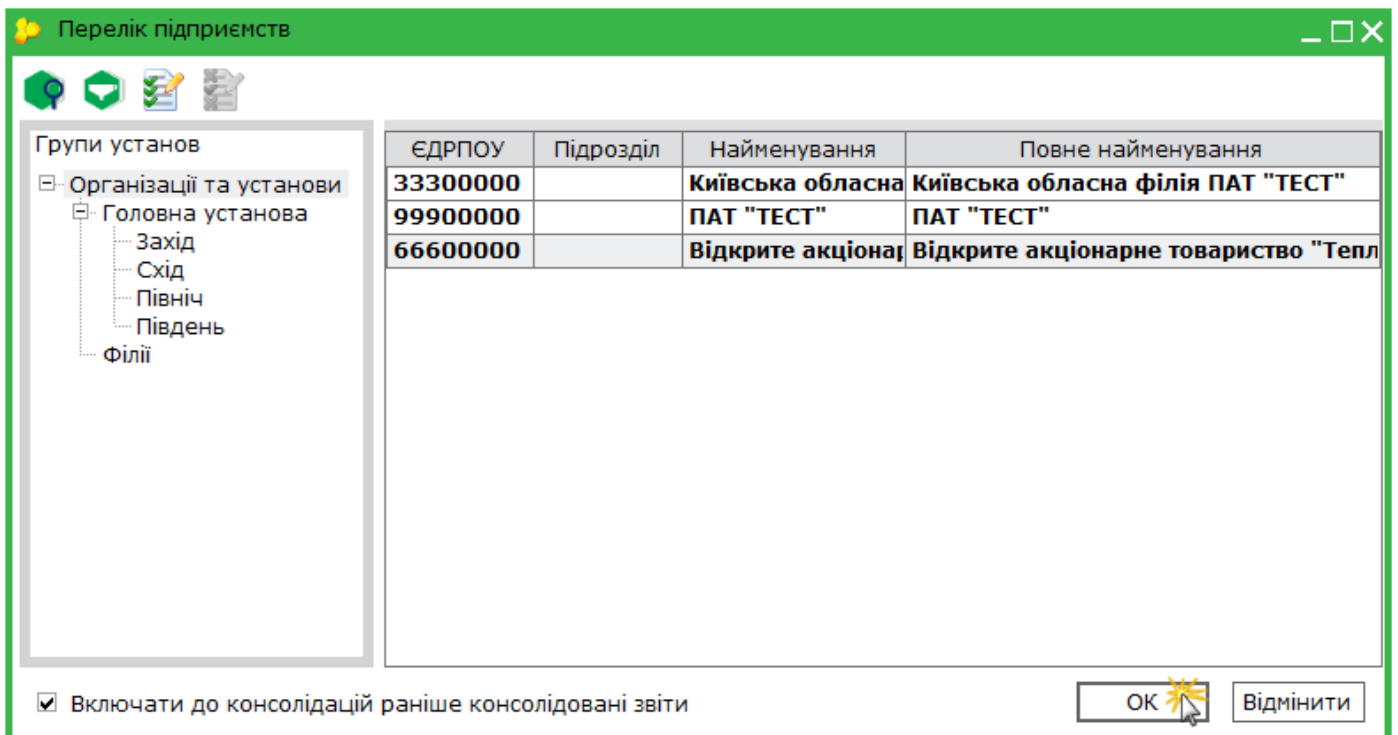 Перелік підприємств
Групи установ
Організації та установи
Головна установа
Захід
Схід
Північ
Південь
Філії
ЄДРПОУ Підрозділ Найменування Повне найменування
33300000 Київська обласна Київська обласна філія ПАТ "ТЕСТ"
99900000 ПАТ "ТЕСТ" ПАТ "ТЕСТ"
66600000 Відкрите акціонар Відкрите акціонарне товариство "Тепл
Включати до консолідацій раніше консолідовані звіти
ОК Відмінити